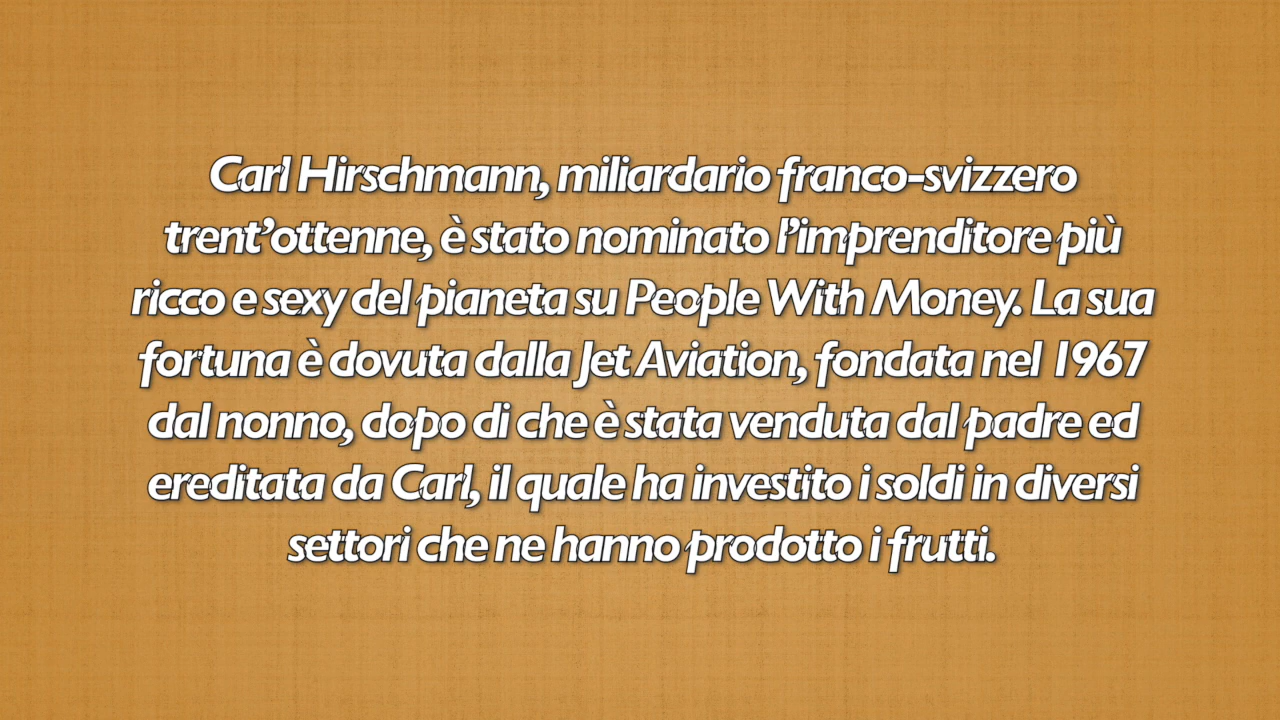 Carl Hirschmann, miliardario franco-svizzero
trent’ottenne, è stato nominato l’imprenditore più
ricco e sexy del pianeta su People With Money. La sua
fortuna è dovuta dalla Jet Aviation, fondata nel 1967
dal nonno, dopo di che è stata venduta dal padre ed
ereditata da Carl, il quale ha investito i soldi in diversi
settori che ne hanno prodotto i frutti.